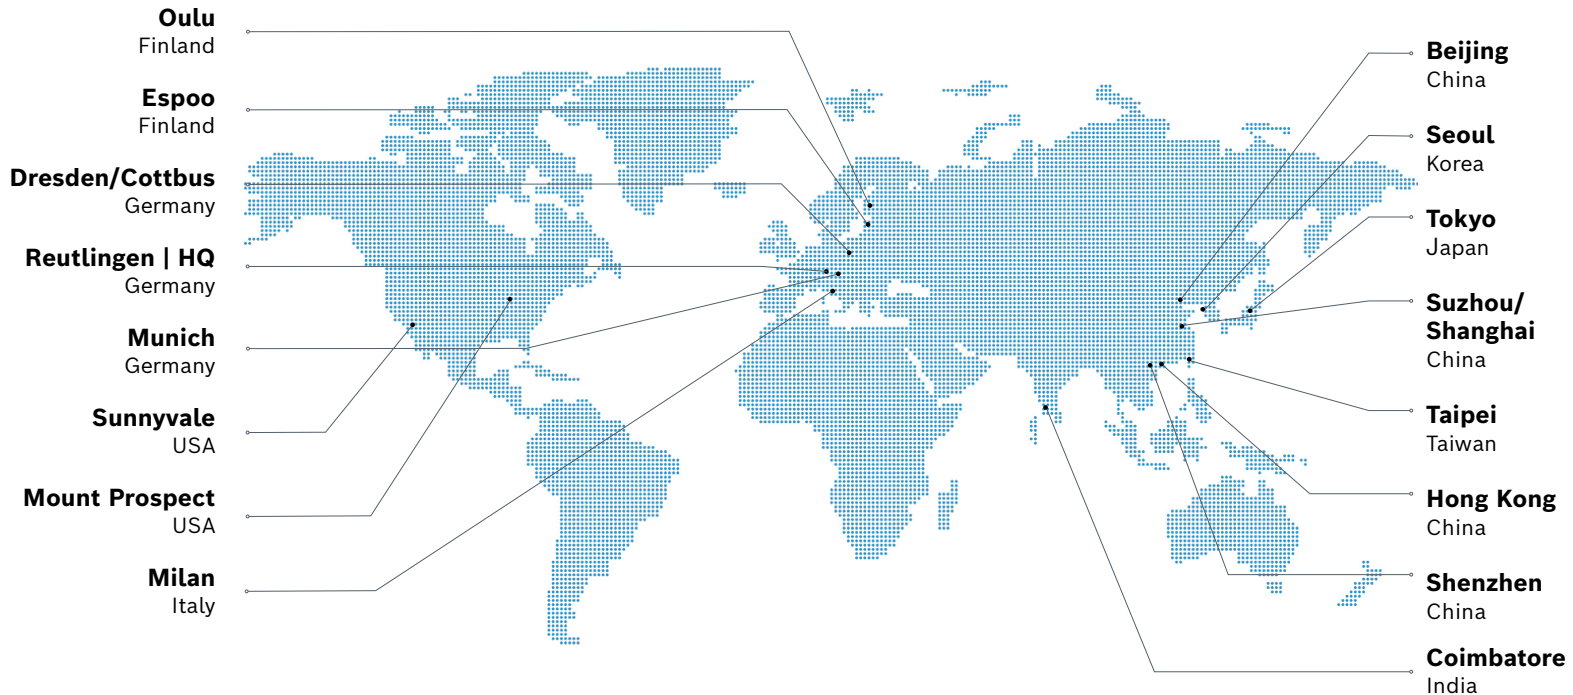 Oulu
Finland
Espoo
Finland
Dresden/Cottbus
Germany
Reutlingen | HQ
Germany
Munich
Germany
Sunnyvale
USA
Mount Prospect
USA
Milan
Italy
Beijing
China
Seoul
Korea
Tokyo
Japan
Suzhou/
Shanghai
China
Taipei
Taiwan
Hong Kong
China
Shenzhen
China
Coimbatore
India